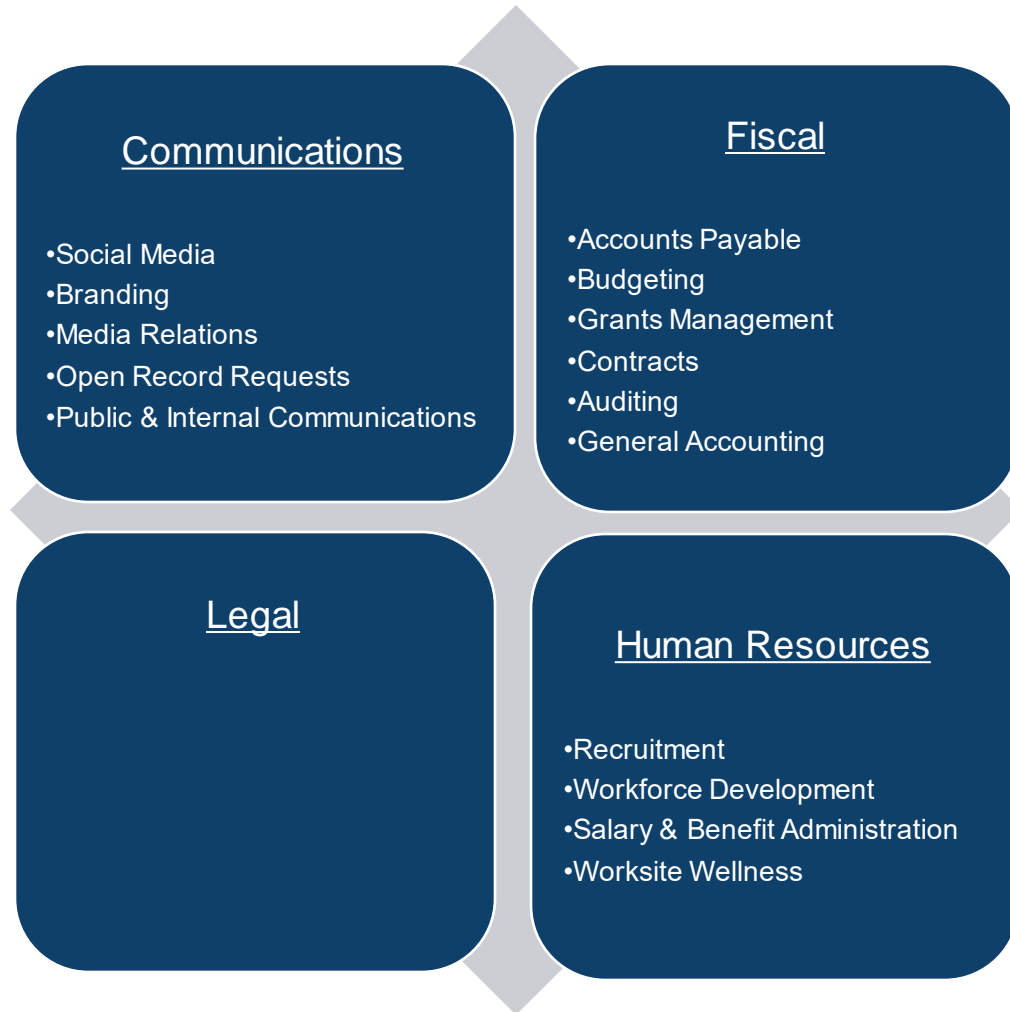 Communications
•Social Media
•Branding
•Media Relations
•Open Record Requests
•Public & Internal Communications
Fiscal
•Accounts Payable
•Budgeting
•Grants Management
•Contracts
•Auditing
•General Accounting
Legal
Human Resources
•Recruitment
•Workforce Development
•Salary & Benefit Administration
•Worksite Wellness